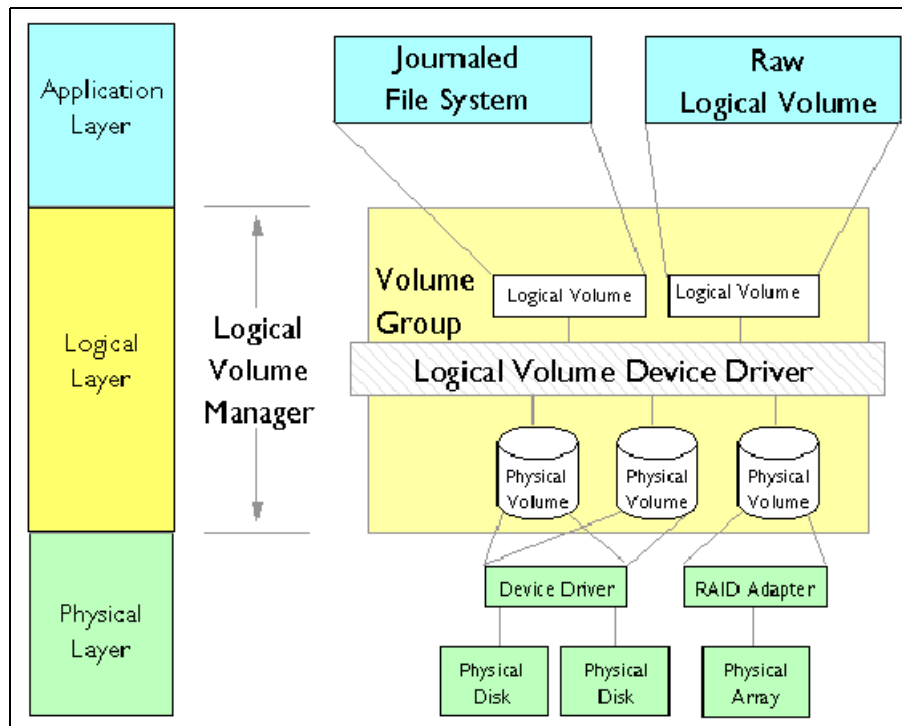 Application
Layer
Journaled
File System
Raw
Logical Volume
Logical
Layer
Logical
Volume
Manager
Volume
Group
Logical Volume
Logical Volume
Logical Volume Device Driver
Physical
Volume
Physical
Volume
Physical
Volume
Physical
Layer
Device Driver
RAID Adapter
Physical
Disk
Physical
Disk
Physical
Array